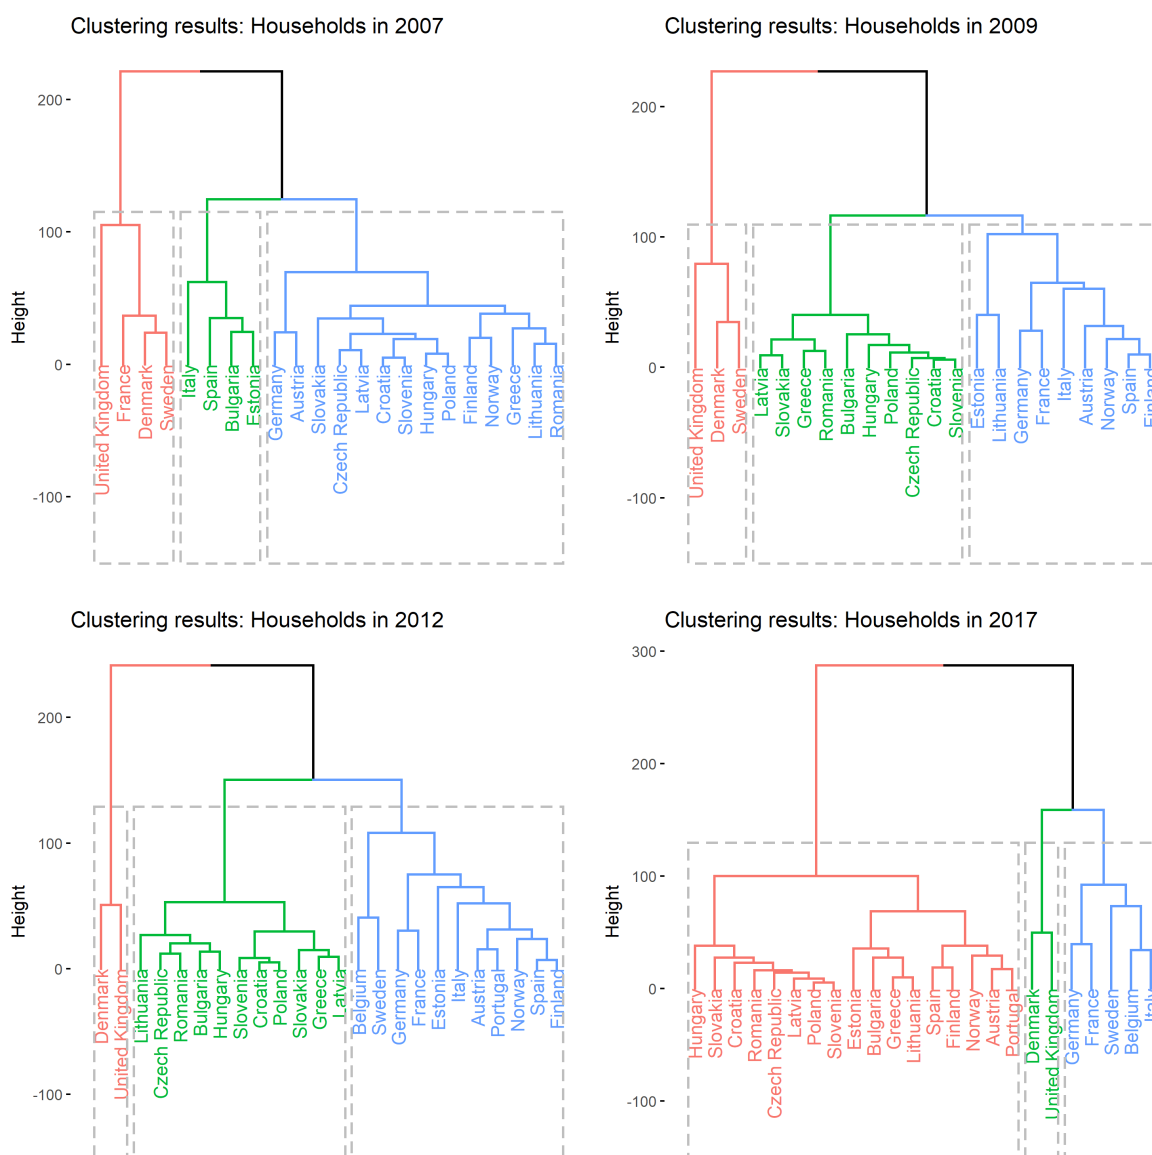 Clustering results: Households in 2007
200
100
0
-100
Height
United Kingdom
France
Denmark
Sweden
Italy
Spain
Bulgaria
Estonia
Germany
Austria
Slovakia
Czech Republic
Latvia
Croatia
Slovenia
Hungary
Poland
Finland
Norway
Greece
Lithuania
Romania
Clustering results: Households in 2009
200
100
0
-100
Height
United Kingdom
Denmark
Sweden
Latvia
Slovakia
Greece
Romania
Bulgaria
Hungary
Poland
Czech Republic
Croatia
Slovenia
Estonia
Lithuania
Germany
France
Italy
Austria
Norway
Spain
Finland
Clustering results: Households in 2012
200
100
0
-100
Height
Denmark
United Kingdom
Lithuania
Czech Republic
Romania
Bulgaria
Hungary
Slovenia
Croatia
Poland
Slovakia
Greece
Latvia
Belgium
Sweden
Germany
France
Estonia
Italy
Austria
Portugal
Norway
Spain
Finland
Clustering results: Households in 2017
300
200
100
0
-100
Height
Hungary
Slovakia
Croatia
Romania
Czech Republic
Latvia
Poland
Slovenia
Estonia
Bulgaria
Greece
Lithuania
Spain
Finland
Norway
Austria
Portugal
Denmark
United Kingdom
Germany
France
Sweden
Belgium
Italy